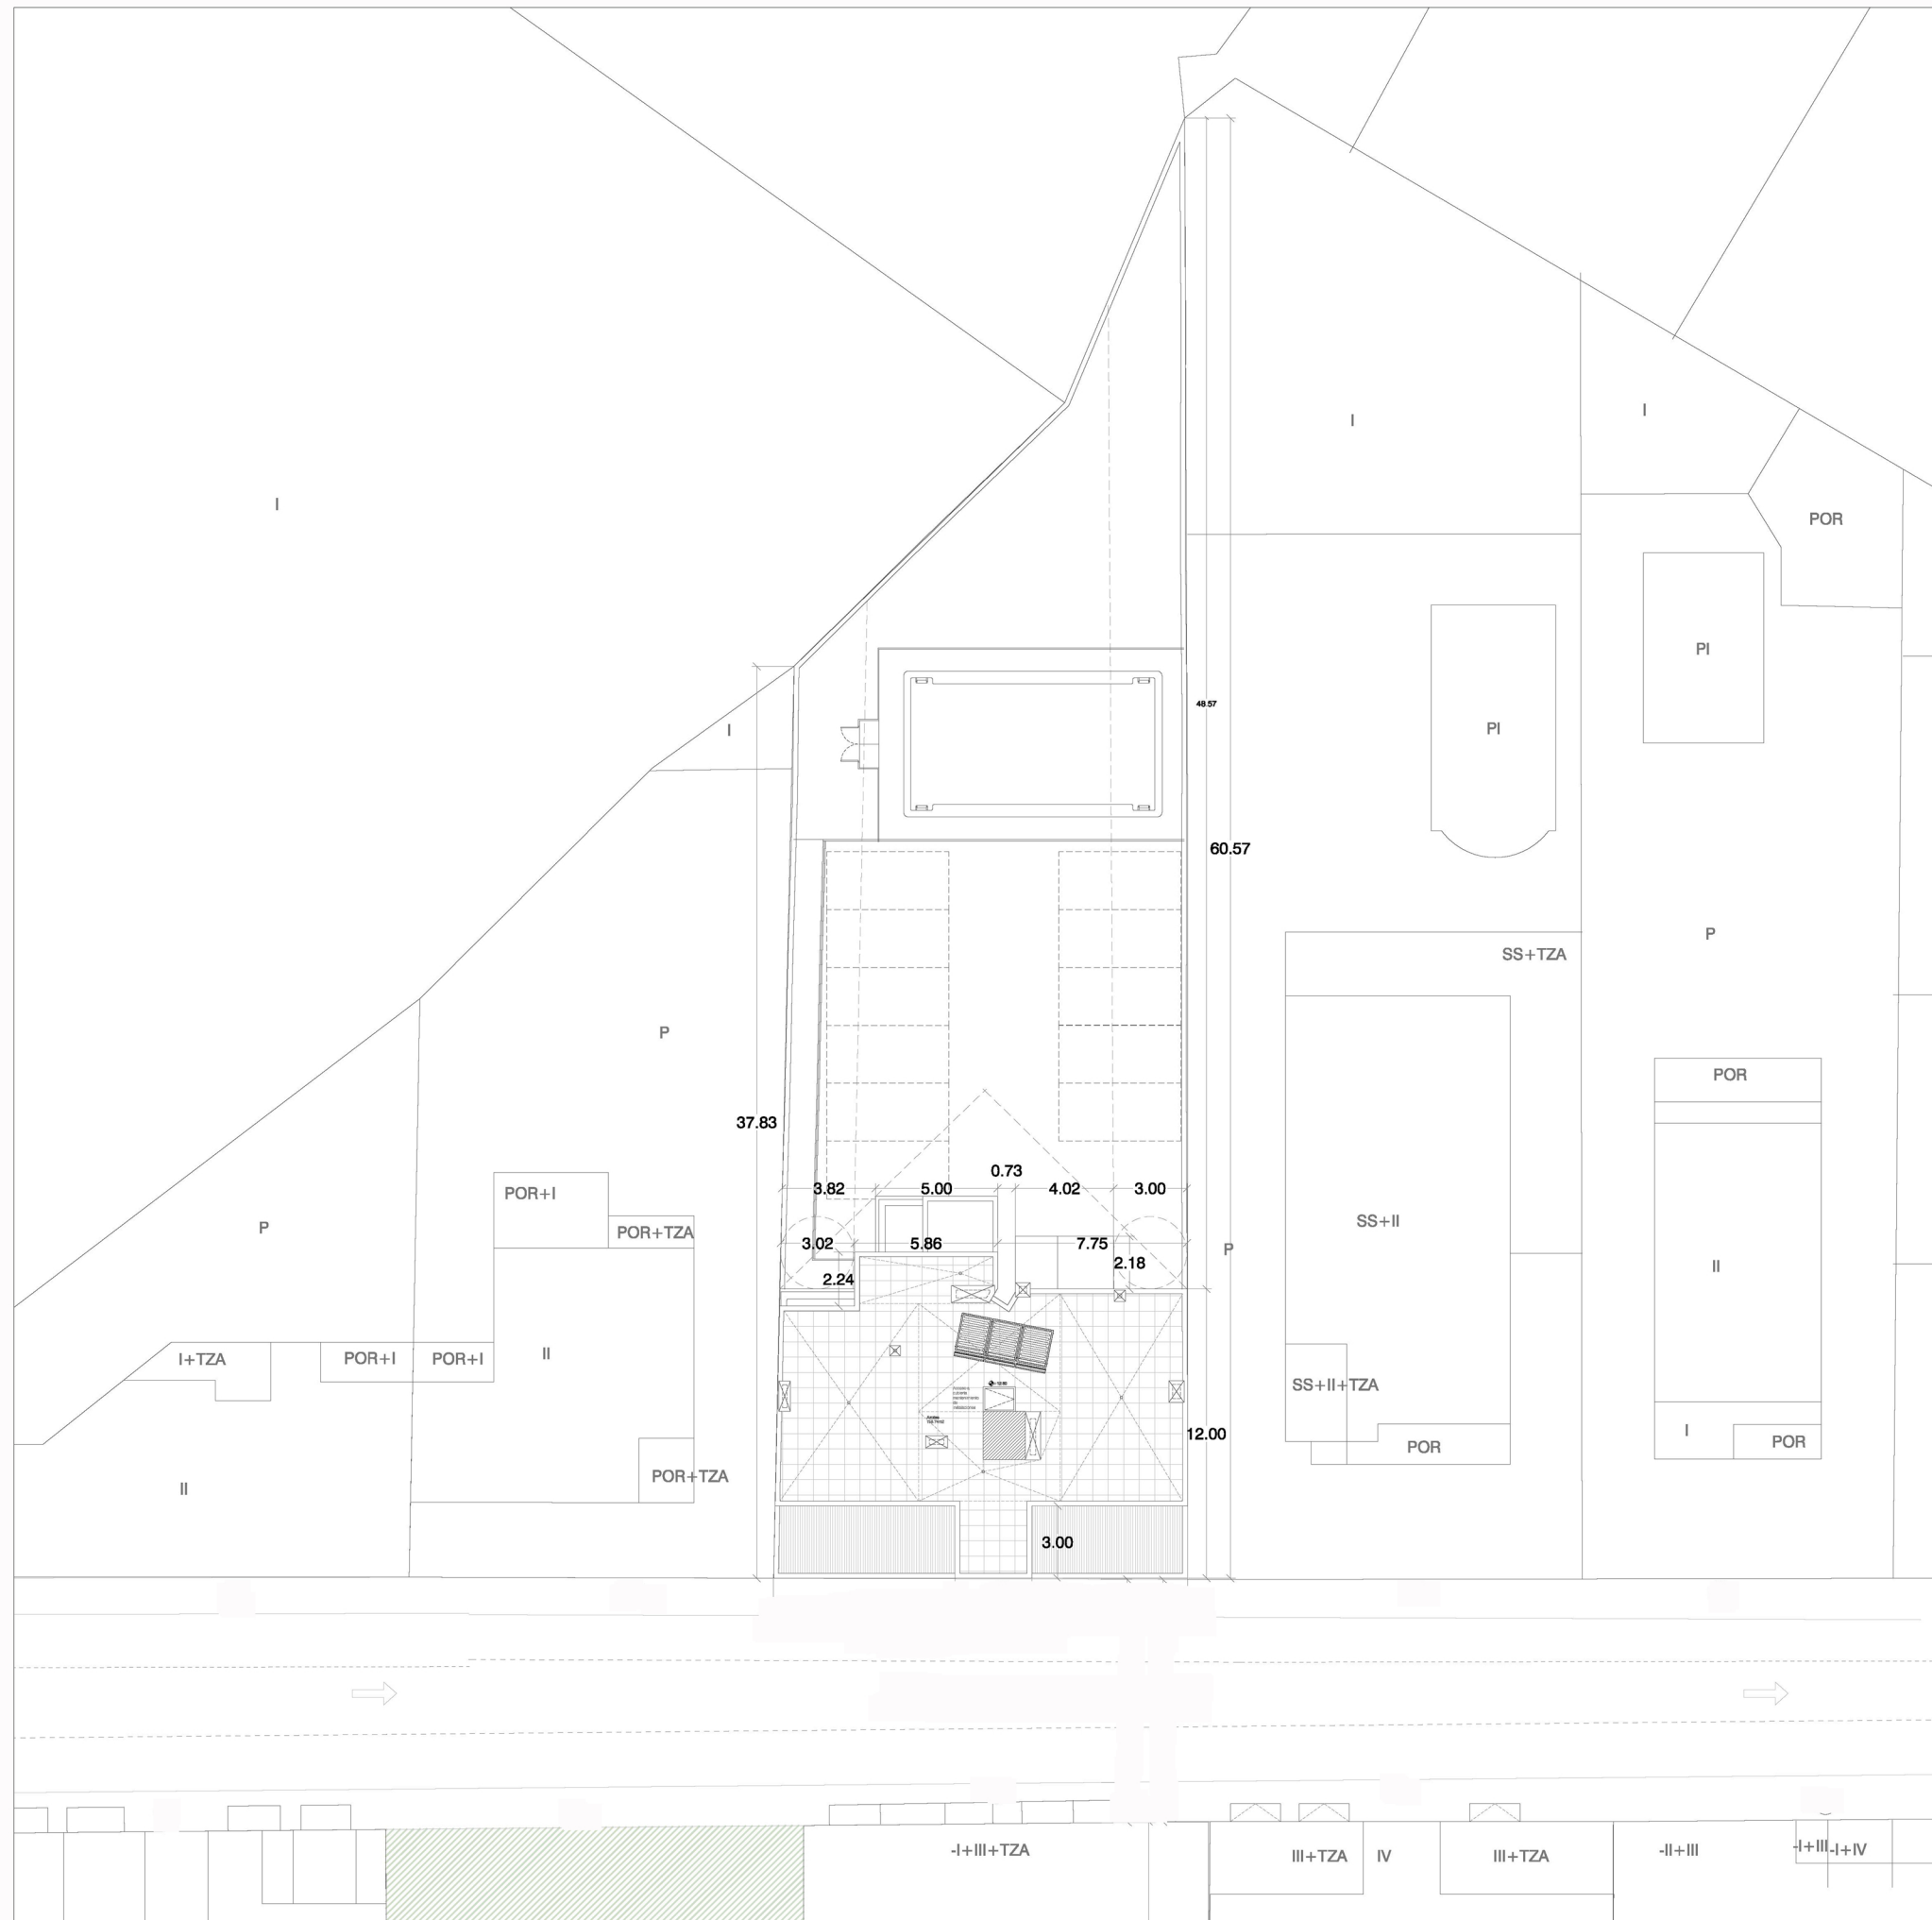 I
I
I
POR
PI
48.57
PI
I
60.57
P
SS+TZA
P
POR
37.83
0.73
3.82
5.00
4.02
3.00
POR+I
SS+II
P
POR+TZA
3.02
5.86
7.75
P
2.18
II
2.24
I+TZA
POR+I
POR+I
II
SS+II+TZA
12.00
I
POR
POR
POR+TZA
II
3.00
-I+III+TZA
III+TZA
IV
III+TZA
-II+III
-I+III
-I+IV